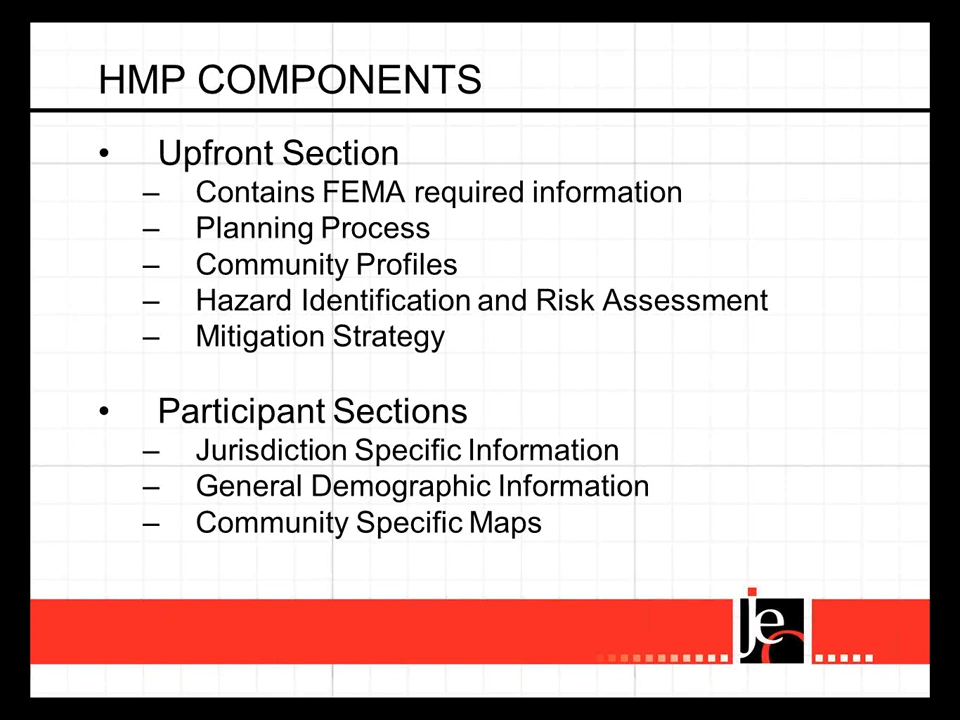 HMP COMPONENTS
• Upfront Section
– Contains FEMA required information
– Planning Process
– Community Profiles
– Hazard Identification and Risk Assessment
– Mitigation Strategy
• Participant Sections
– Jurisdiction Specific Information
– General Demographic Information
– Community Specific Maps
jeo